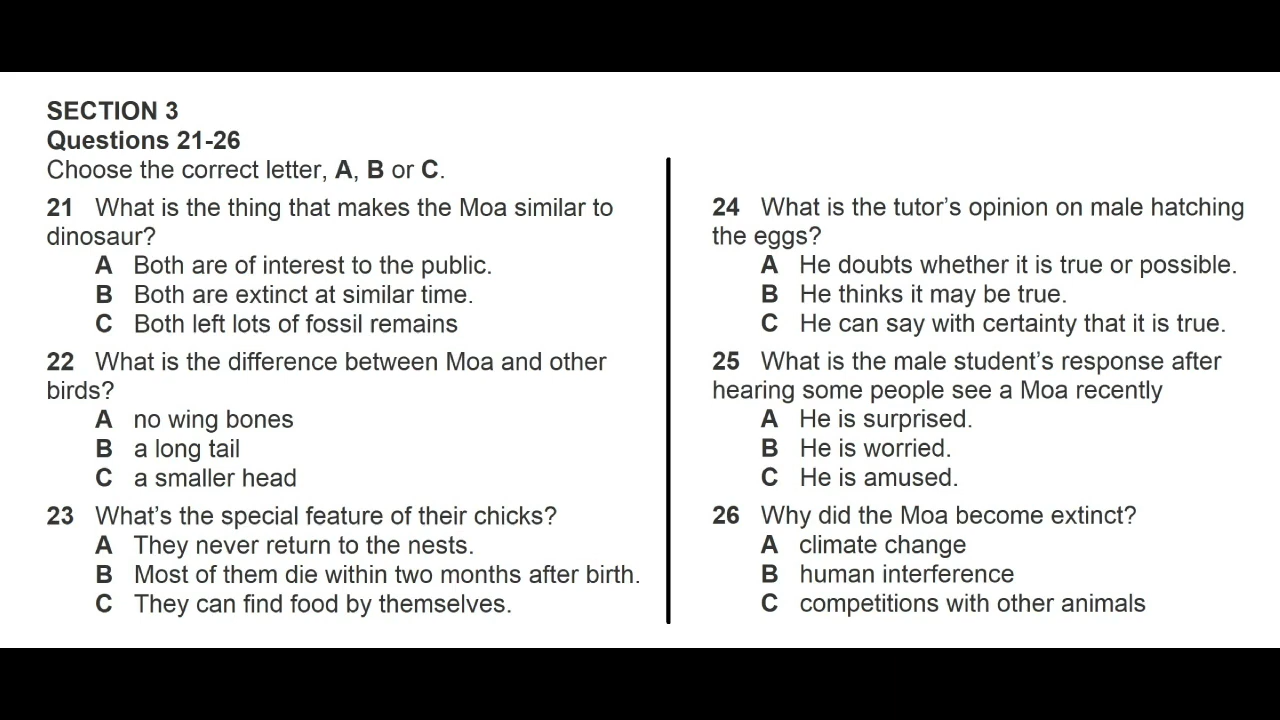 SECTION 3
Questions 21-26
Choose the correct letter, A, B or C.
21 What is the thing that makes the Moa similar to
dinosaur?
A Both are of interest to the public.
B Both are extinct at similar time.
C Both left lots of fossil remains
22 What is the difference between Moa and other
birds?
A no wing bones
B a long tail
C a smaller head
23 What's the special feature of their chicks?
A They never return to the nests.
B Most of them die within two months after birth.
C They can find food by themselves.
24 What is the tutor's opinion on male hatching
the eggs?
A He doubts whether it is true or possible.
B He thinks it may be true.
C He can say with certainty that it is true.
25 What is the male student's response after
hearing some people see a Moa recently
A He is surprised.
B He is worried.
C He is amused.
26 Why did the Moa become extinct?
A climate change
B human interference
C competitions with other animals